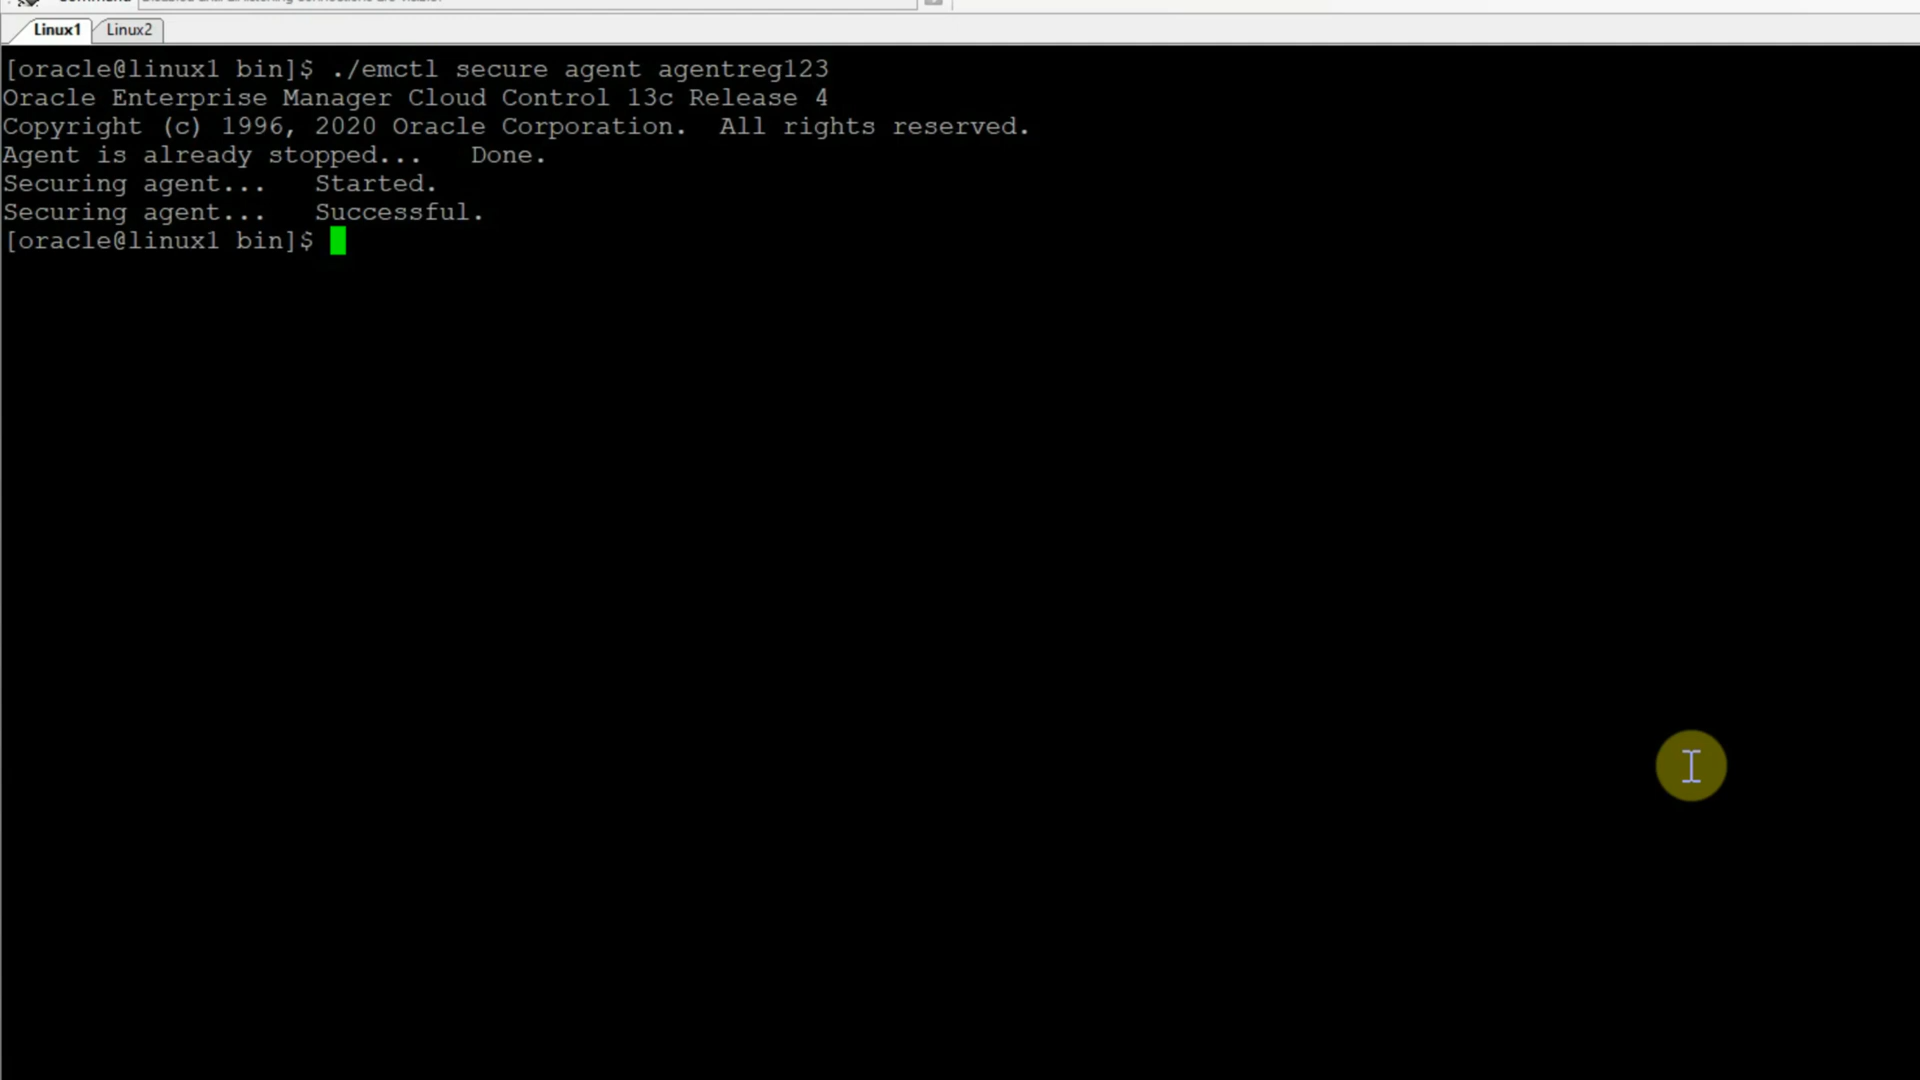 Linux1 Linux2
[oracle@linux1 bin]$ ./emctl secure agent agentreg123
Oracle Enterprise Manager Cloud Control 13c Release 4
Copyright (c) 1996, 2020 Oracle Corporation.  All rights reserved.
Agent is already stopped...   Done.
Securing agent...   Started.
Securing agent...   Successful.
[oracle@linux1 bin]$